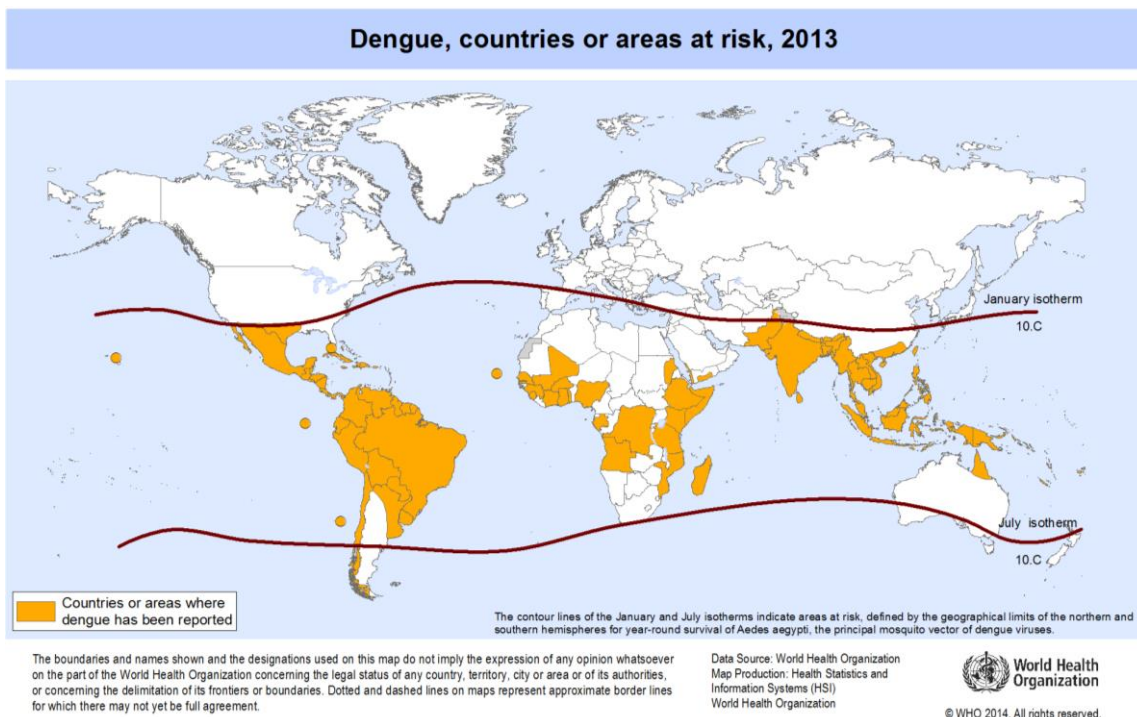 Dengue, countries or areas at risk, 2013
January isotherm
10.C
July isotherm
10.C
Countries or areas where
dengue has been reported
The contour lines of the January and July isotherms indicate areas at risk, defined by the geographical limits of the northern and
southern hemispheres for year-round survival of Aedes aegypti, the principal mosquito vector of dengue viruses.
The boundaries and names shown and the designations used on this map do not imply the expression of any opinion whatsoever
on the part of the World Health Organization concerning the legal status of any country, territory, city or area or of its authorities,
or concerning the delimitation of its frontiers or boundaries. Dotted and dashed lines on maps represent approximate border lines
for which there may not yet be full agreement.
Data Source: World Health Organization
Map Production: Health Statistics and
Information Systems (HSI)
World Health Organization
World Health
Organization
© WHO 2014. All rights reserved.